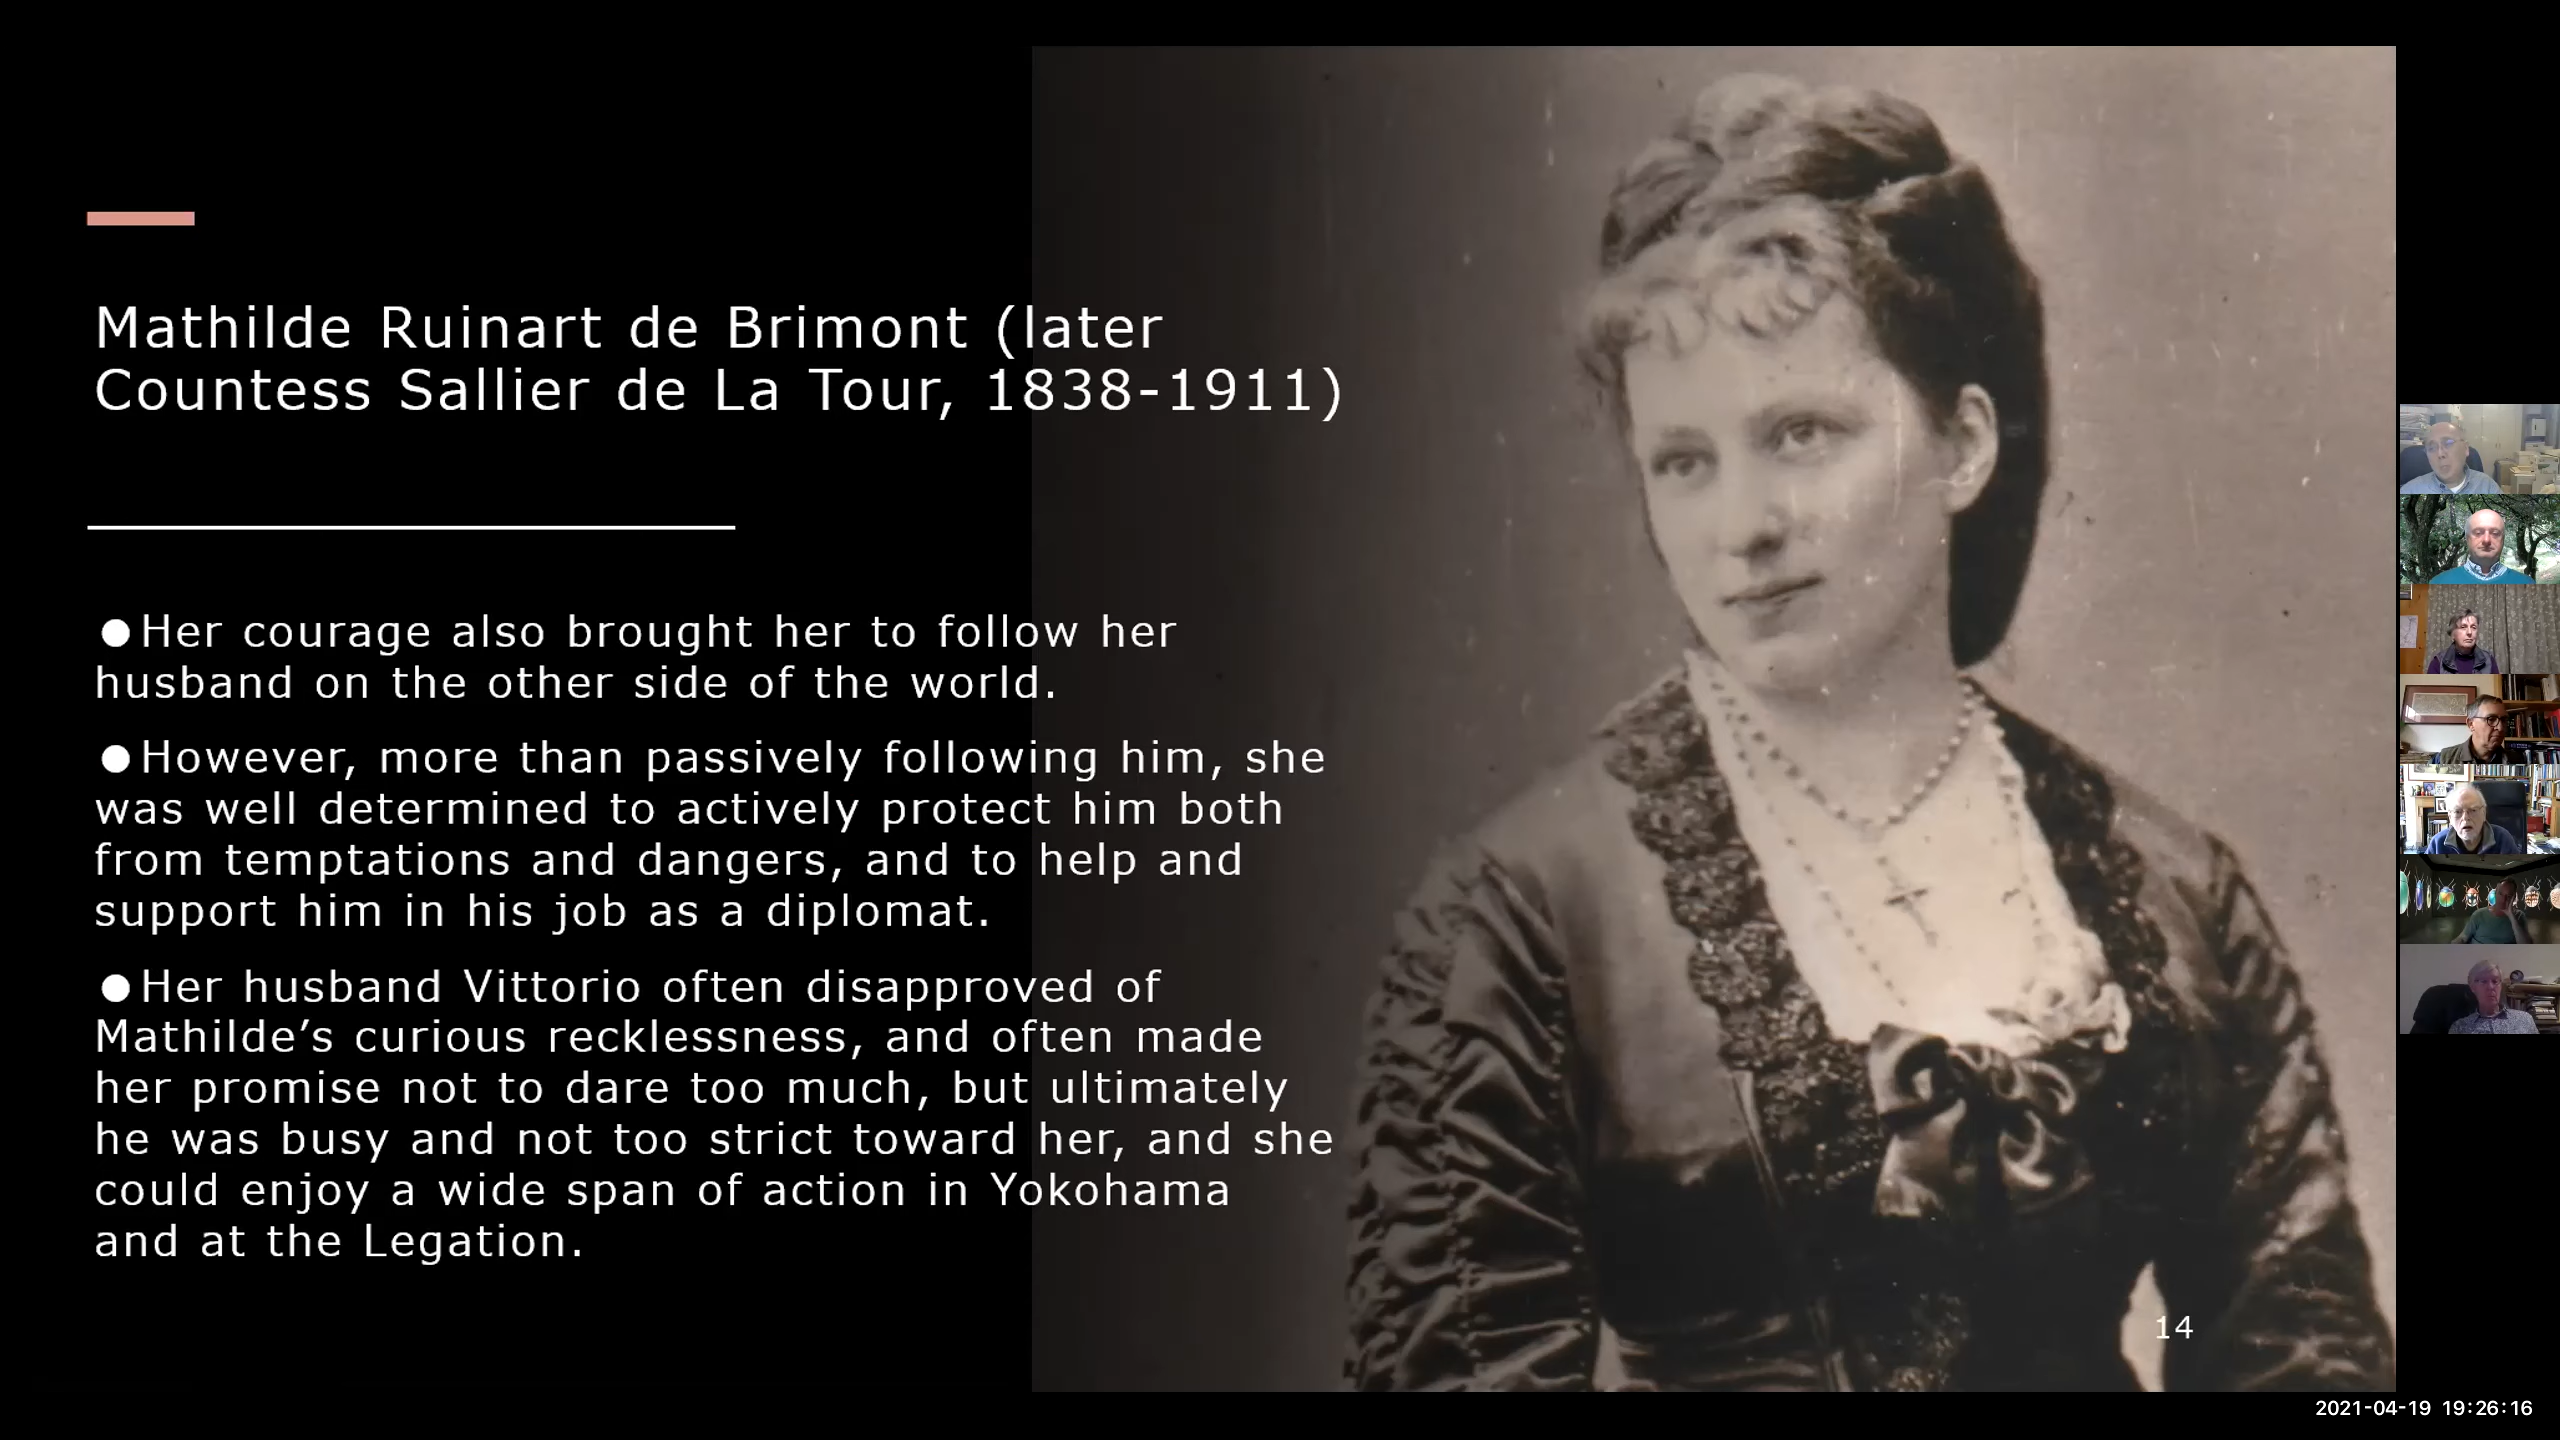 Mathilde Ruinart de Brimont (later
Countess Sallier de La Tour, 1838-1911)
●Her courage also brought her to follow her
husband on the other side of the world.
●However, more than passively following him, she
was well determined to actively protect him both
from temptations and dangers, and to help and
support him in his job as a diplomat.
●Her husband Vittorio often disapproved of
Mathilde’s curious recklessness, and often made
her promise not to dare too much, but ultimately
he was busy and not too strict toward her, and she
could enjoy a wide span of action in Yokohama
and at the Legation.
14
2021-04-19 19:26:16